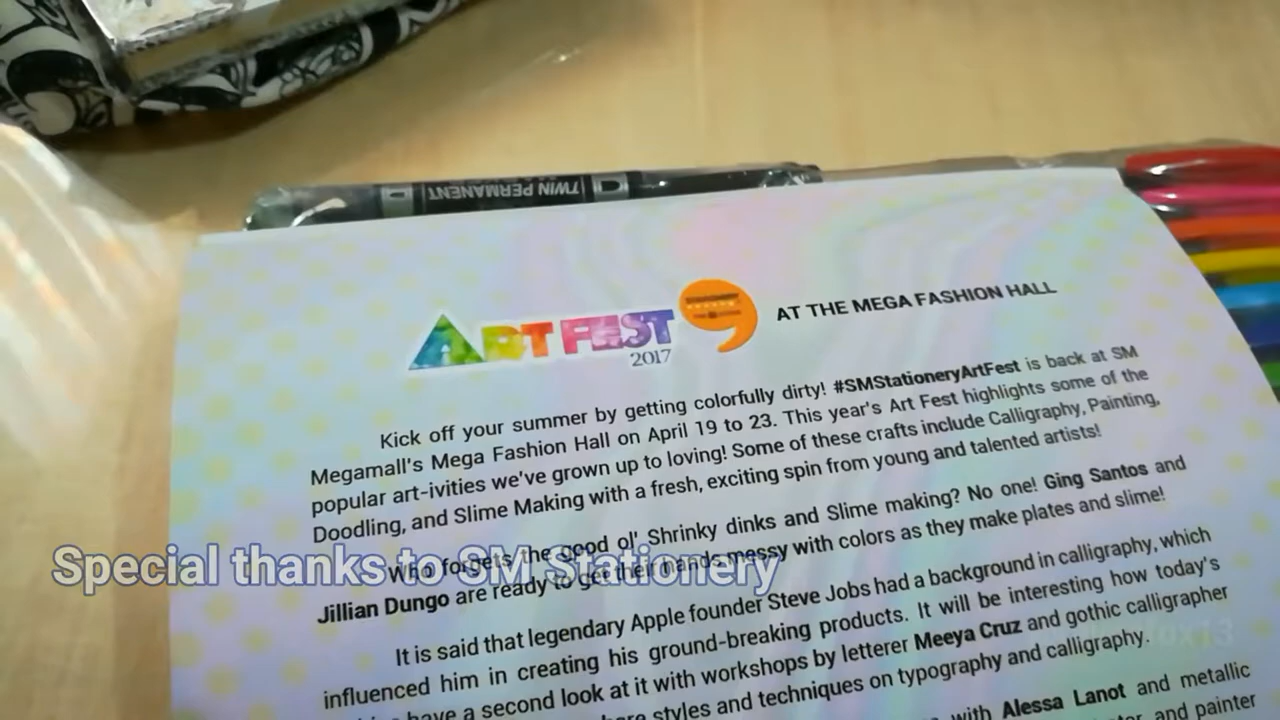 TWIN PERMANENT
ART FEST
2017
AT THE MEGA FASHION HALL
Kick off your summer by getting colorfully dirty! #SMStationeryArtFest is back at SM
Megamall's Mega Fashion Hall on April 19 to 23. This year's Art Fest highlights some of the
popular art-ivities we've grown up to loving! Some of these crafts include Calligraphy, Painting,
Doodling, and Slime Making with a fresh, exciting spin from young and talented artists!
Who forgets the good ol' Shrinky dinks and Slime making? No one! Ging Santos and
Jillian Dungo are ready to get their hands messy with colors as they make plates and slime!
Special thanks to SM Stationery
It is said that legendary Apple founder Steve Jobs had a background in calligraphy, which
influenced him in creating his ground-breaking products. It will be interesting how today's
have a second look at it with workshops by letterer Meeya Cruz and gothic calligrapher
styles and techniques on typography and calligraphy.
with Alessa Lanot and metallic
and painter